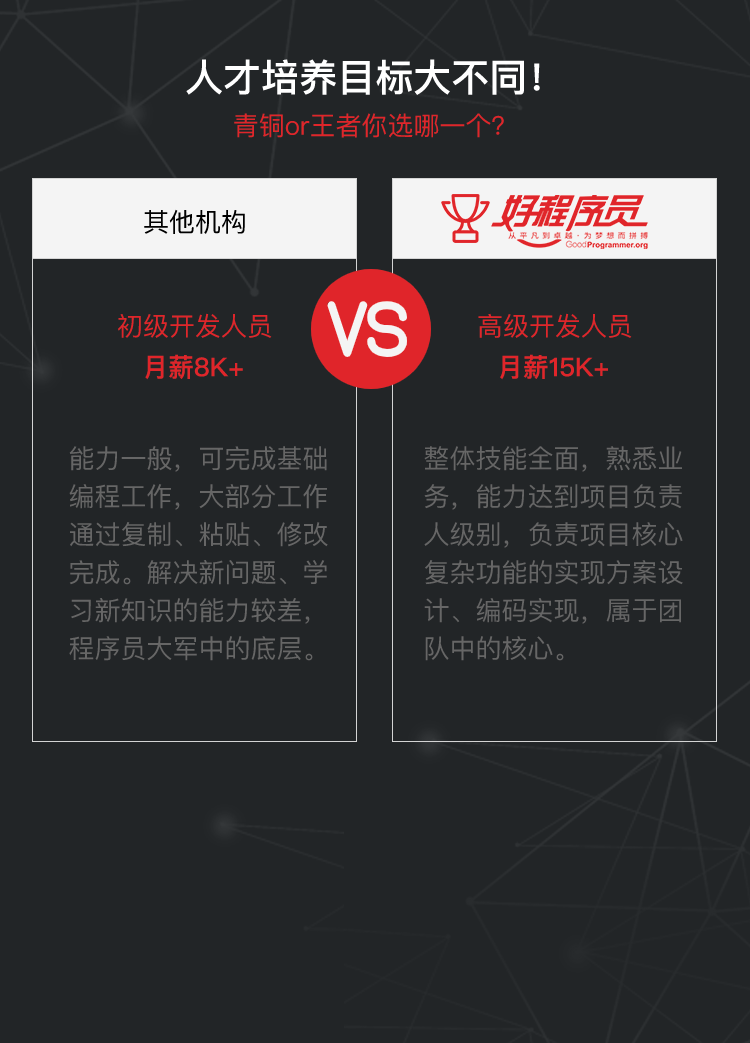 人才培养目标大不同！
青铜or王者你选哪一个？
其他机构
初级开发人员
月薪8K+
能力一般，可完成基础
编程工作，大部分工作
通过复制、粘贴、修改
完成。解决新问题、学
习新知识的能力较差，
程序员大军中的底层。
VS
好程序员
从平凡到卓越·为梦想而拼搏
GoodProgrammer.org
高级开发人员
月薪15K+
整体技能全面，熟悉业
务，能力达到项目负责
人级别，负责项目核心
复杂功能的实现方案设
计、编码实现，属于团
队中的核心。